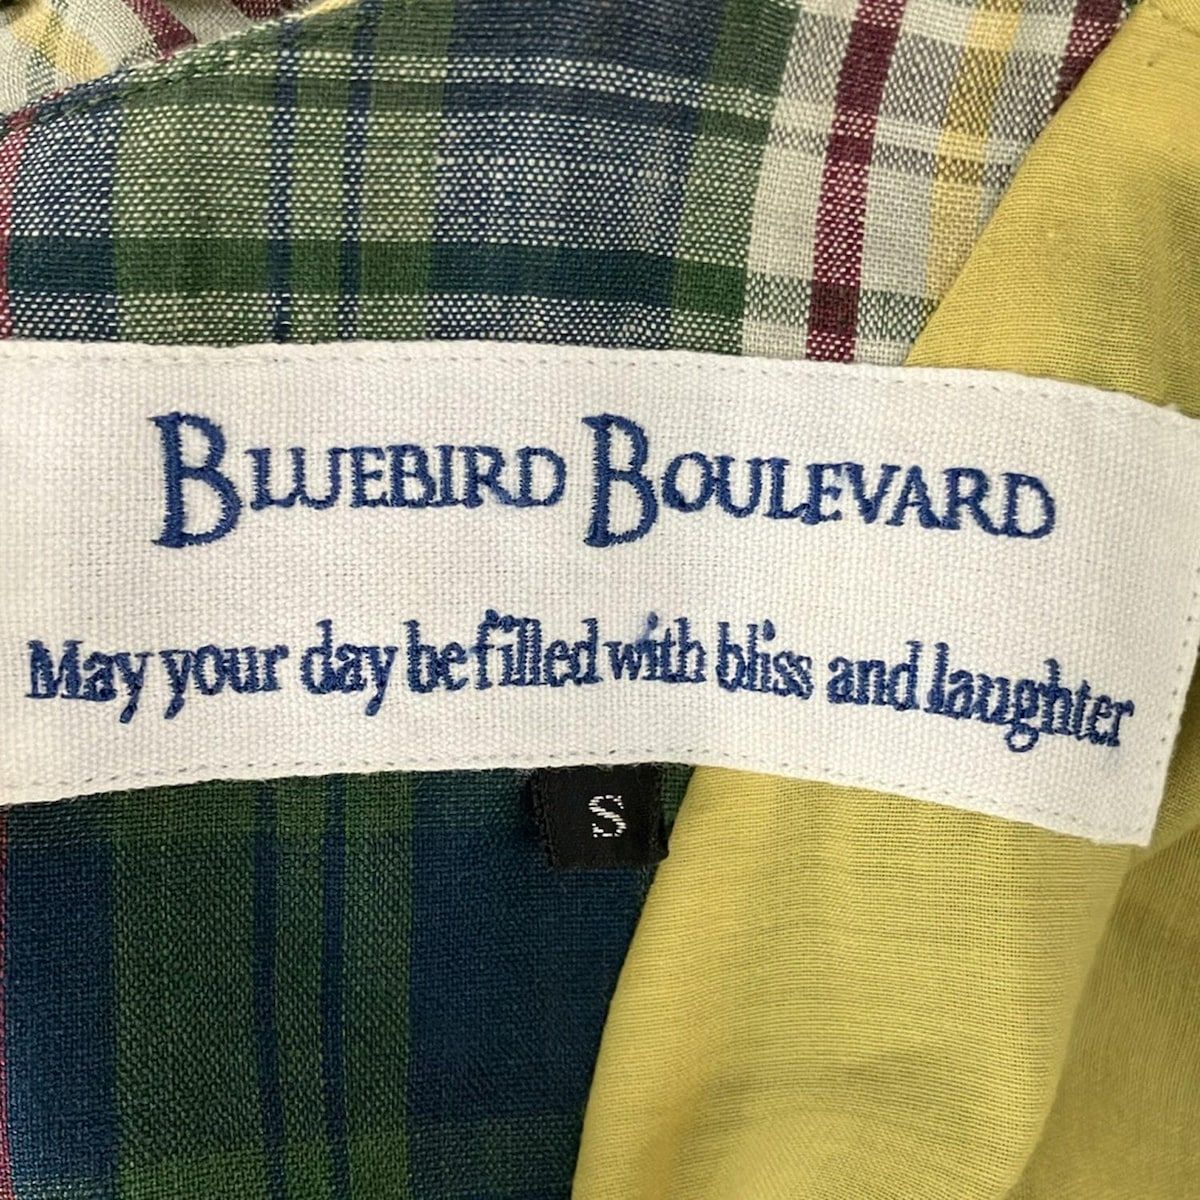 BLUEBIRD BOULEVARD
May your day be filled with bliss and laughter
S